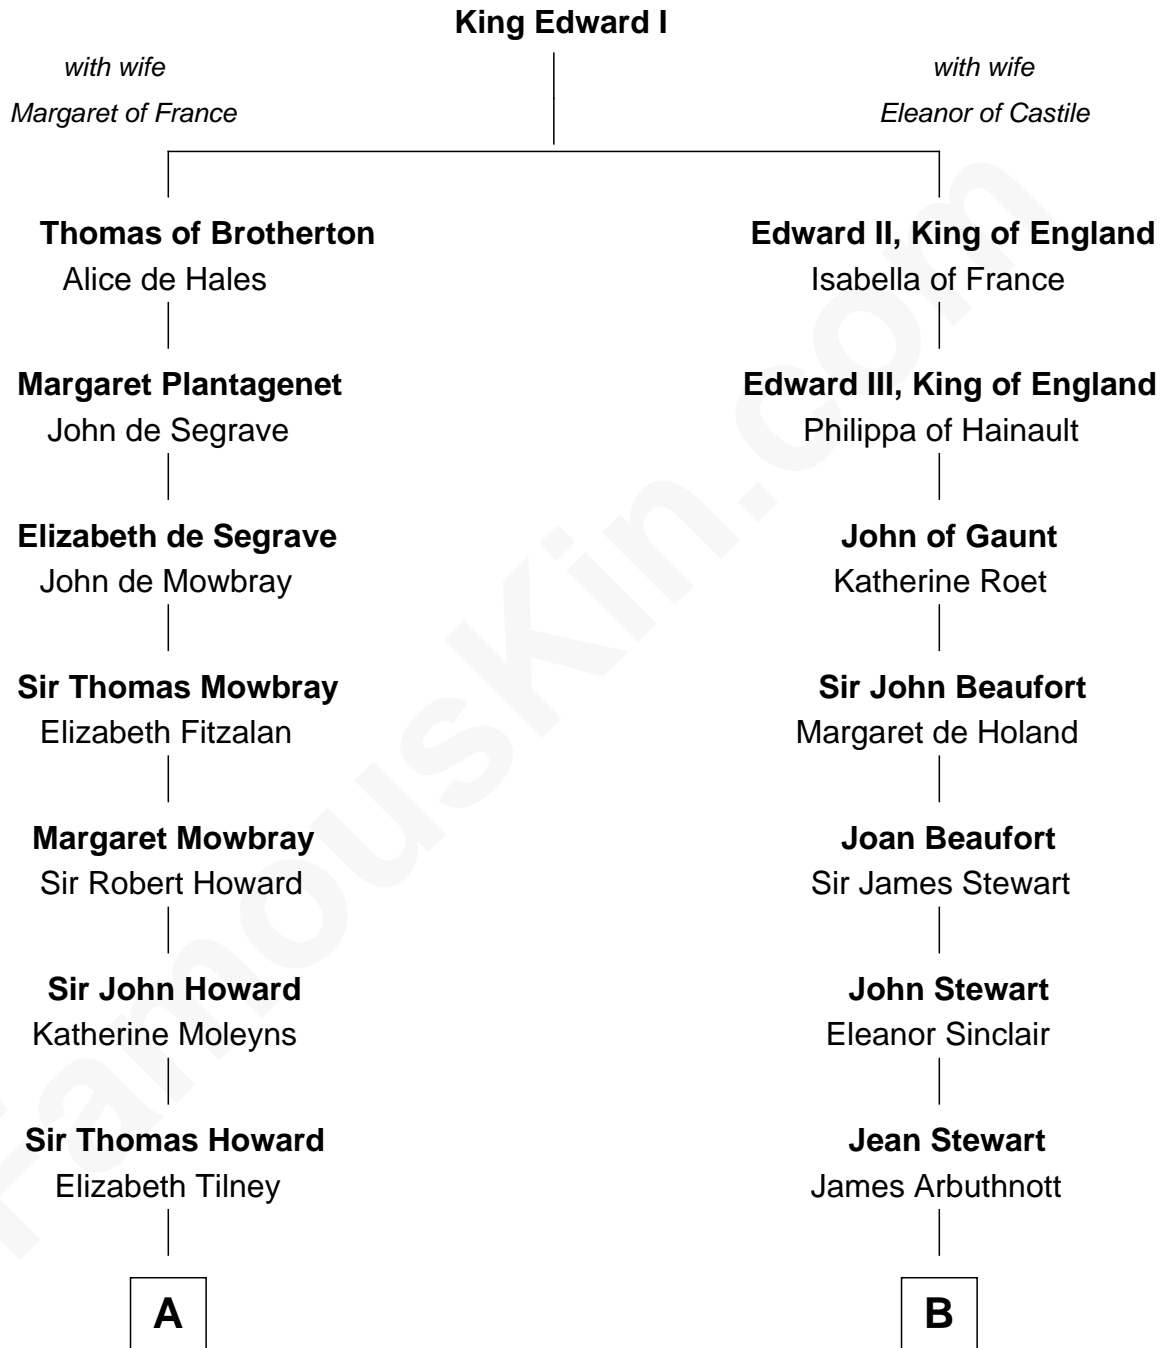 King Edward I
with wife
Margaret of France
with wife
Eleanor of Castile
Thomas of Brotherton
Alice de Hales
Edward II, King of England
Isabella of France
Margaret Plantagenet
John de Segrave
Edward III, King of England
Philippa of Hainault
Elizabeth de Segrave
John de Mowbray
John of Gaunt
Katherine Roet
Sir Thomas Mowbray
Elizabeth Fitzalan
Sir John Beaufort
Margaret de Holand
Margaret Mowbray
Sir Robert Howard
Joan Beaufort
Sir James Stewart
Sir John Howard
Katherine Moleyns
John Stewart
Eleanor Sinclair
Sir Thomas Howard
Elizabeth Tilney
Jean Stewart
James Arbuthnott
A
B
FamousKin.com